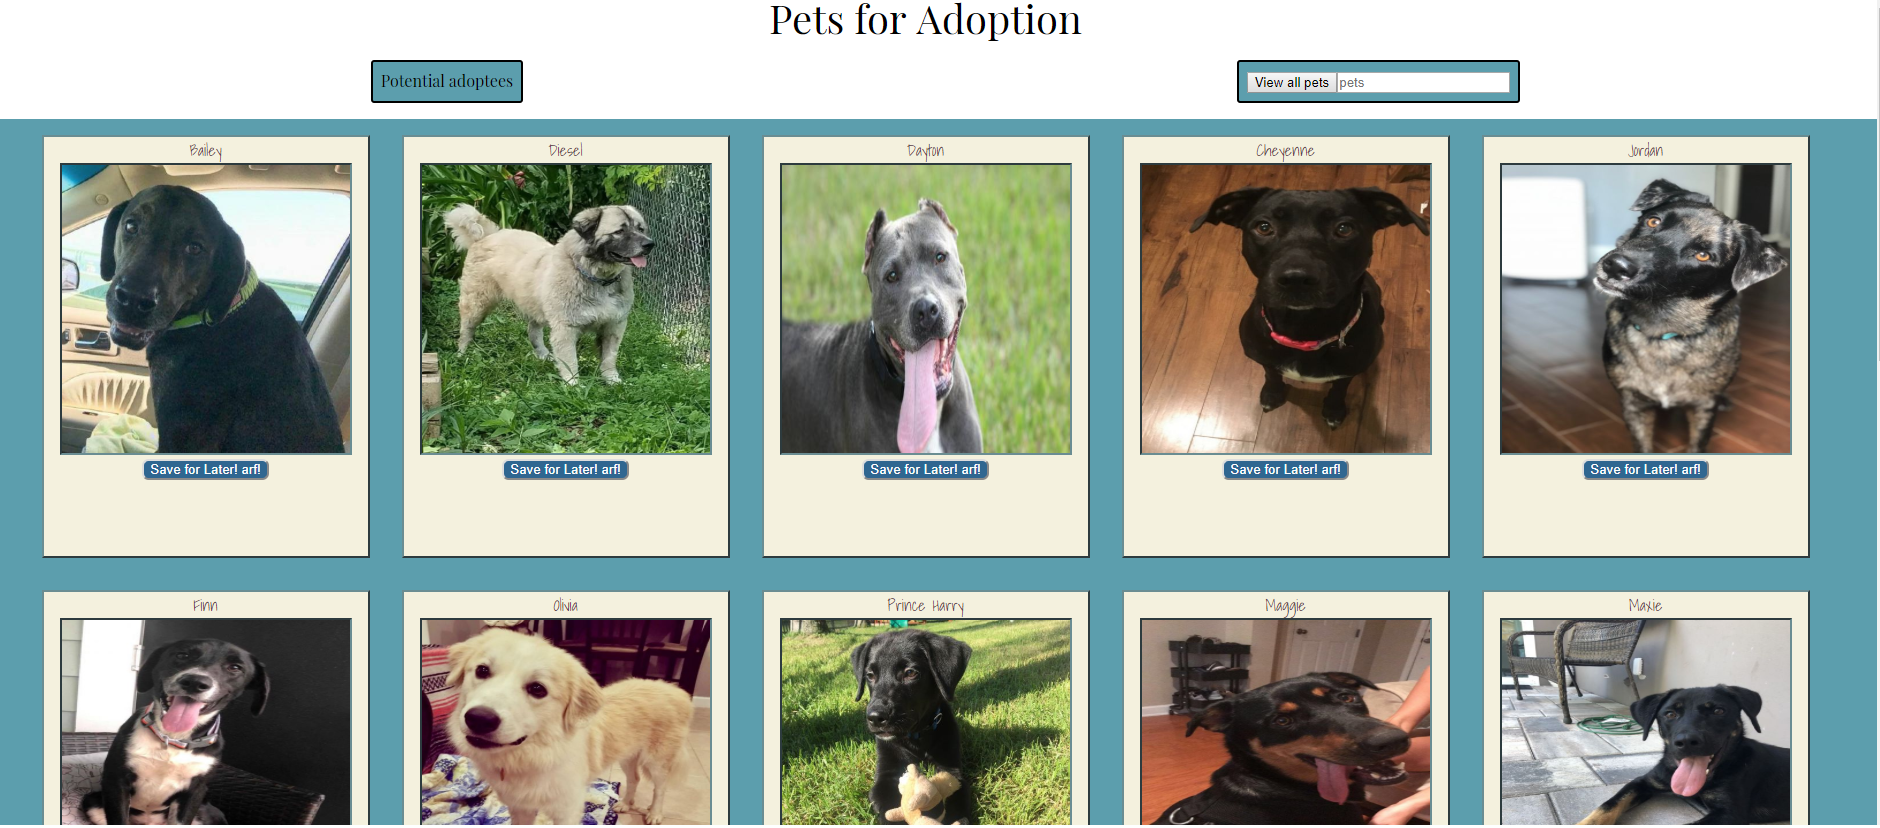 Pets for Adoption
Potential adoptees
View all pets pets
Bailey
Diesel
Dayton
Cheyenne
Jordan
Save for Later! arf!
Save for Later! arf!
Save for Later! arf!
Save for Later! arf!
Save for Later! arf!
Finn
Olivia
Prince Harry
Maggie
Maxie